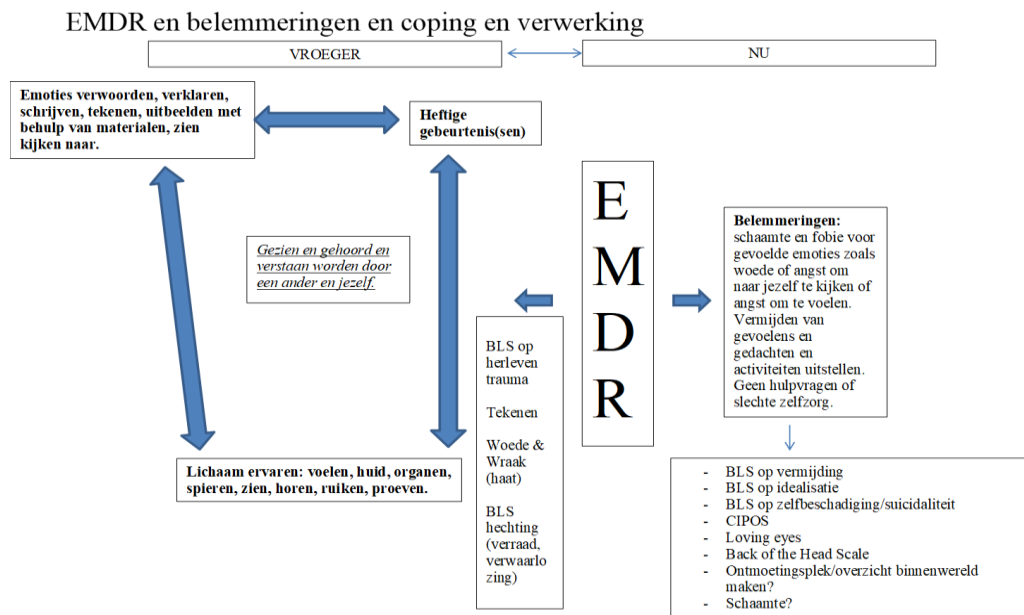 EMDR en belemmeringen en coping en verwerking
VROEGER
NU
Emoties verwoorden, verklaren,
schrijven, tekenen, uitbeelden met
behulp van materialen, zien
kijken naar.
Heftige
gebeurtenis(sen)
Gezien en gehoord en
verstaan worden door
een ander en jezelf.
Lichaam ervaren: voelen, huid, organen,
spieren, zien, horen, ruiken, proeven.
BLS op
herleven
trauma
Tekenen
Woede &
Wraak
(haat)
BLS
hechting
(verraad,
verwaarlo
zing)
E
M
D
R
Belemmeringen:
schaamte en fobie voor
gevoelde emoties zoals
woede of angst om
naar jezelf te kijken of
angst om te voelen.
Vermijden van
gevoelens en
gedachten en
activiteiten uitstellen.
Geen hulpvragen of
slechte zelfzorg.
- BLS op vermijding
- BLS op idealisatie
- BLS op zelfbeschadiging/suicidaliteit
- CIPOS
- Loving eyes
- Back of the Head Scale
- Ontmoetingsplek/overzicht binnenwereld
maken?
- Schaamte?